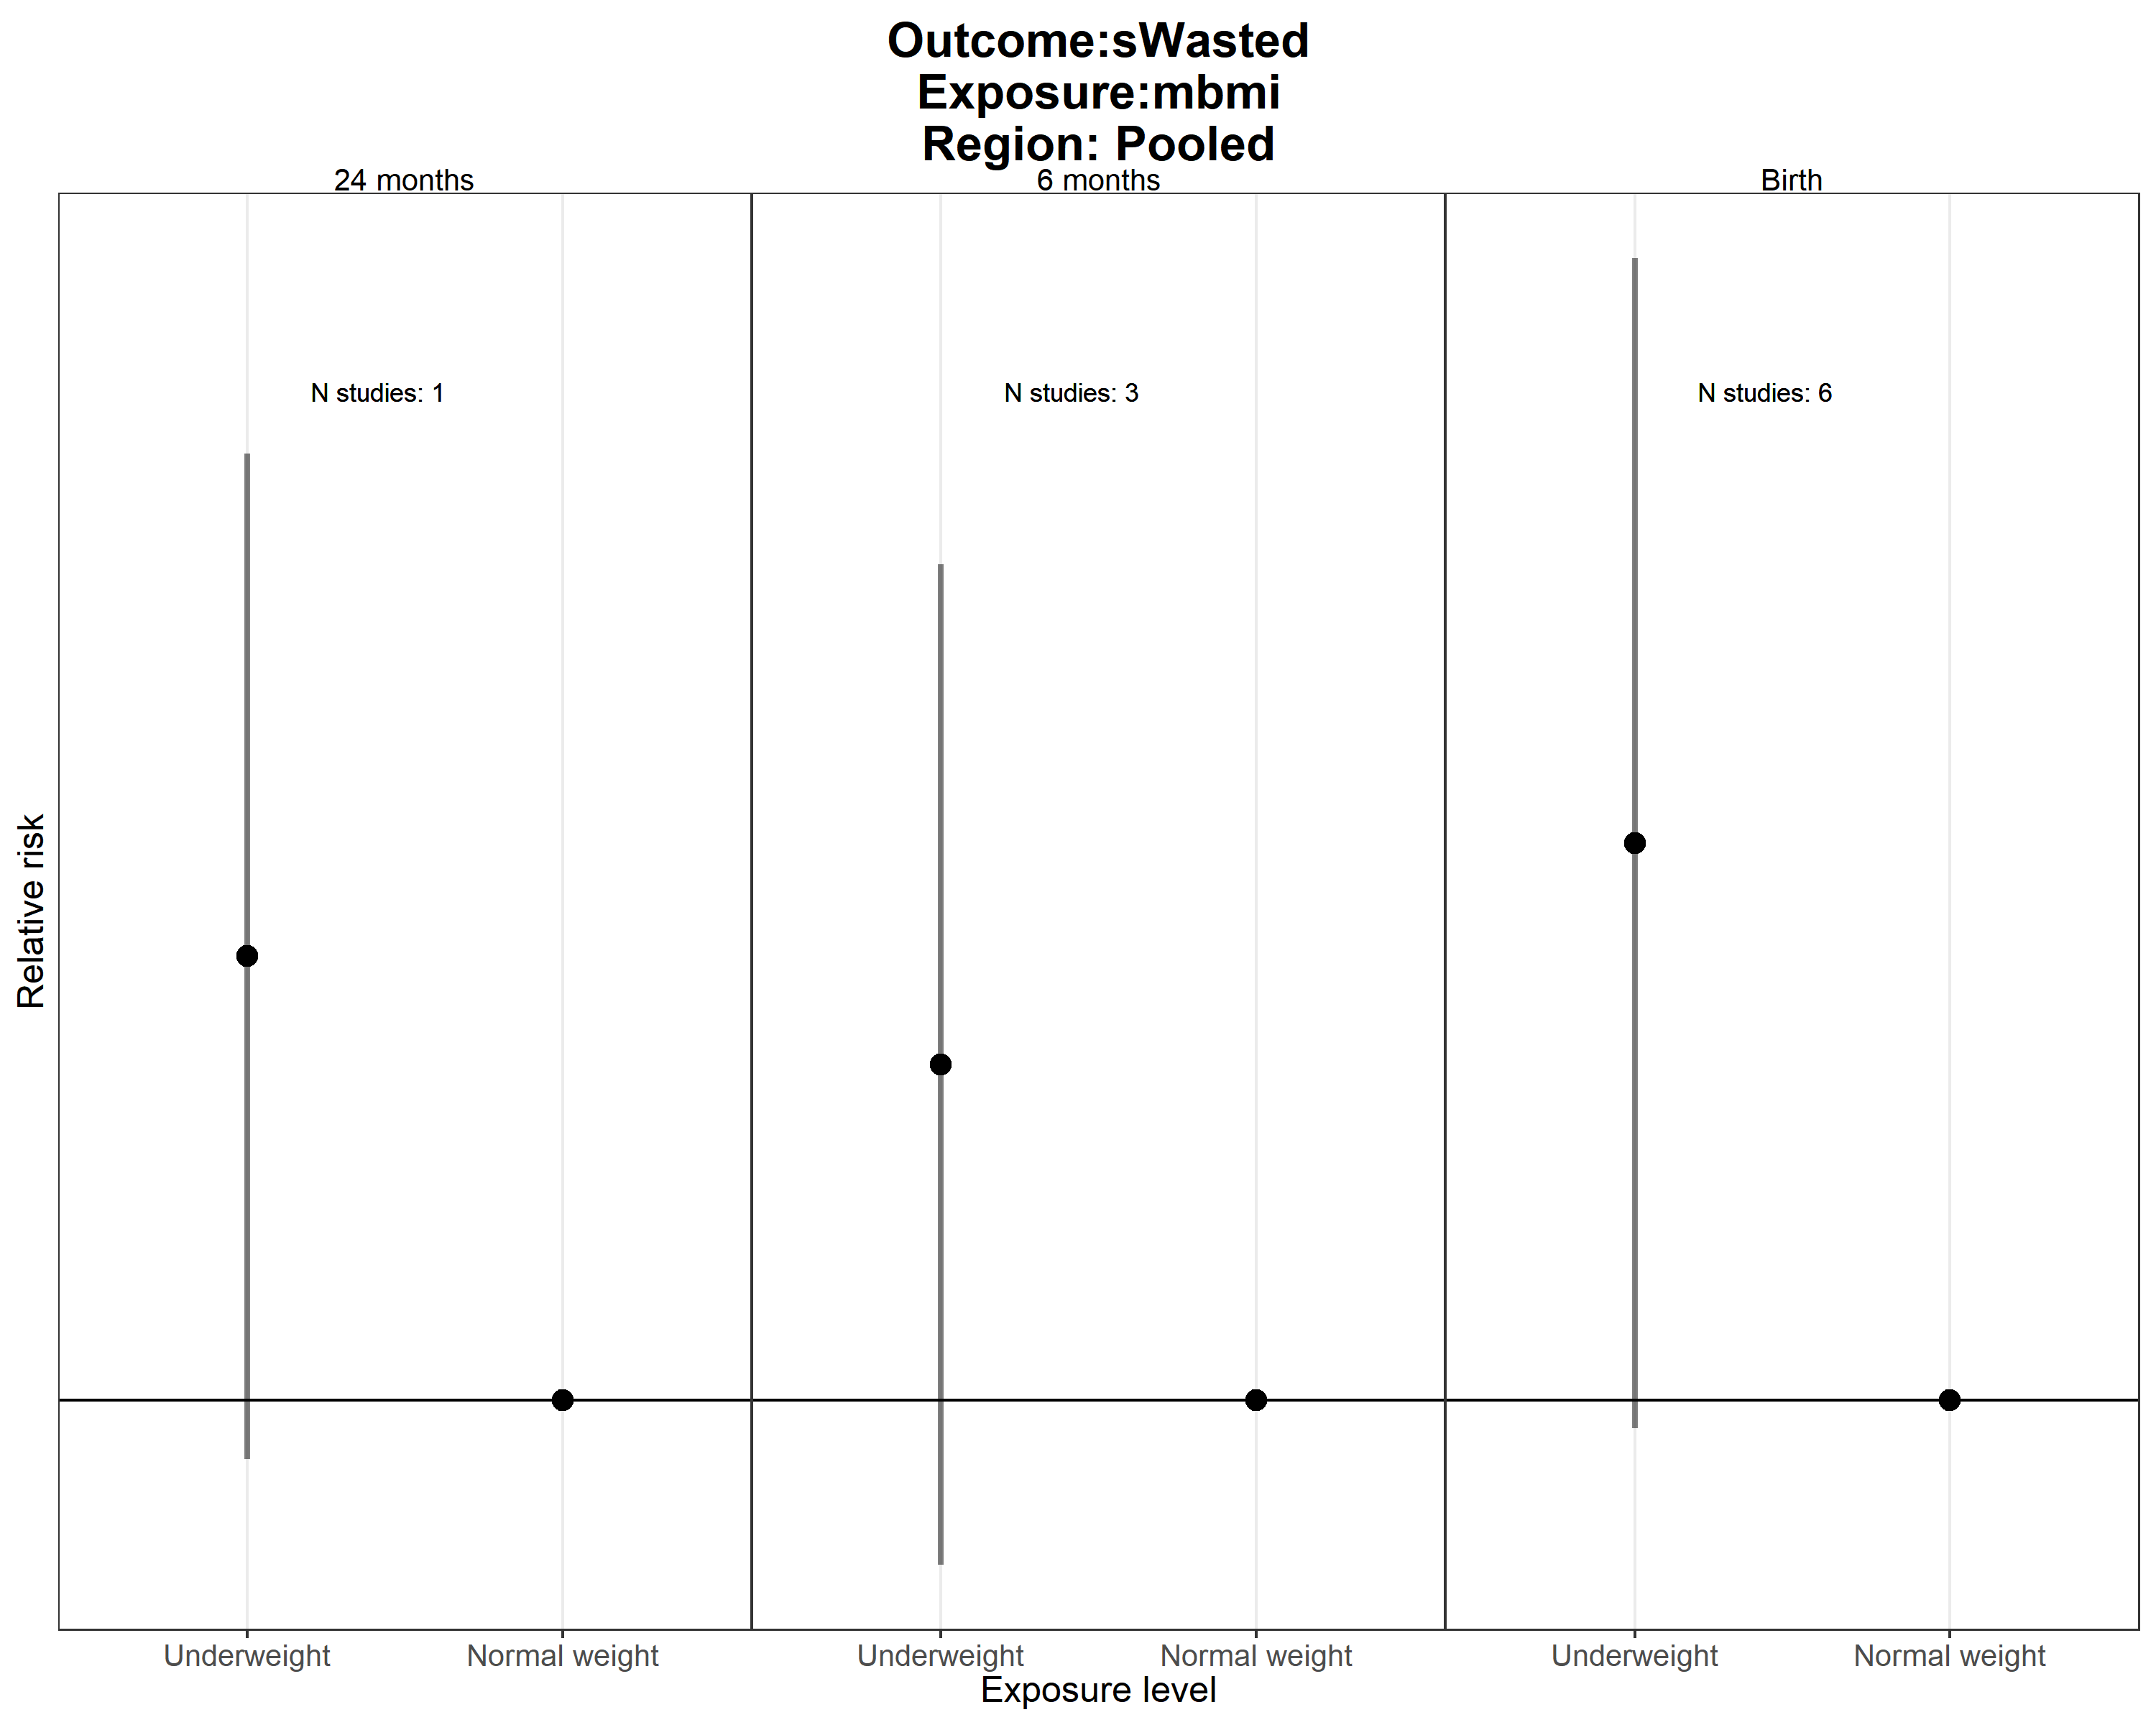 Outcome:sWasted
Exposure:mbmi
Region: Pooled
24 months
6 months
Birth
N studies: 1
N studies: 3
N studies: 6
Relative risk
Underweight
Normal weight
Underweight
Normal weight
Underweight
Normal weight
Exposure level